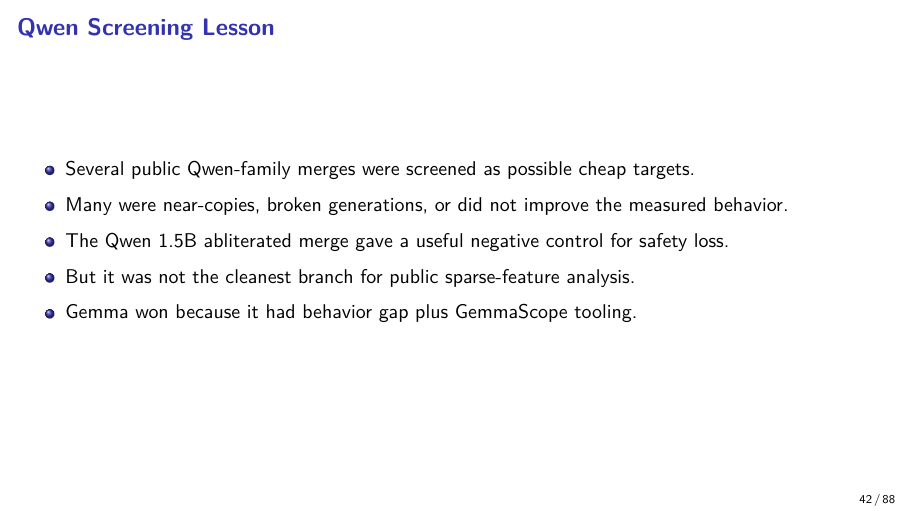 Qwen Screening Lesson
Several public Qwen-family merges were screened as possible cheap targets.
Many were near-copies, broken generations, or did not improve the measured behavior.
The Qwen 1.5B abliterated merge gave a useful negative control for safety loss.
But it was not the cleanest branch for public sparse-feature analysis.
Gemma won because it had behavior gap plus GemmaScope tooling.
42 / 88